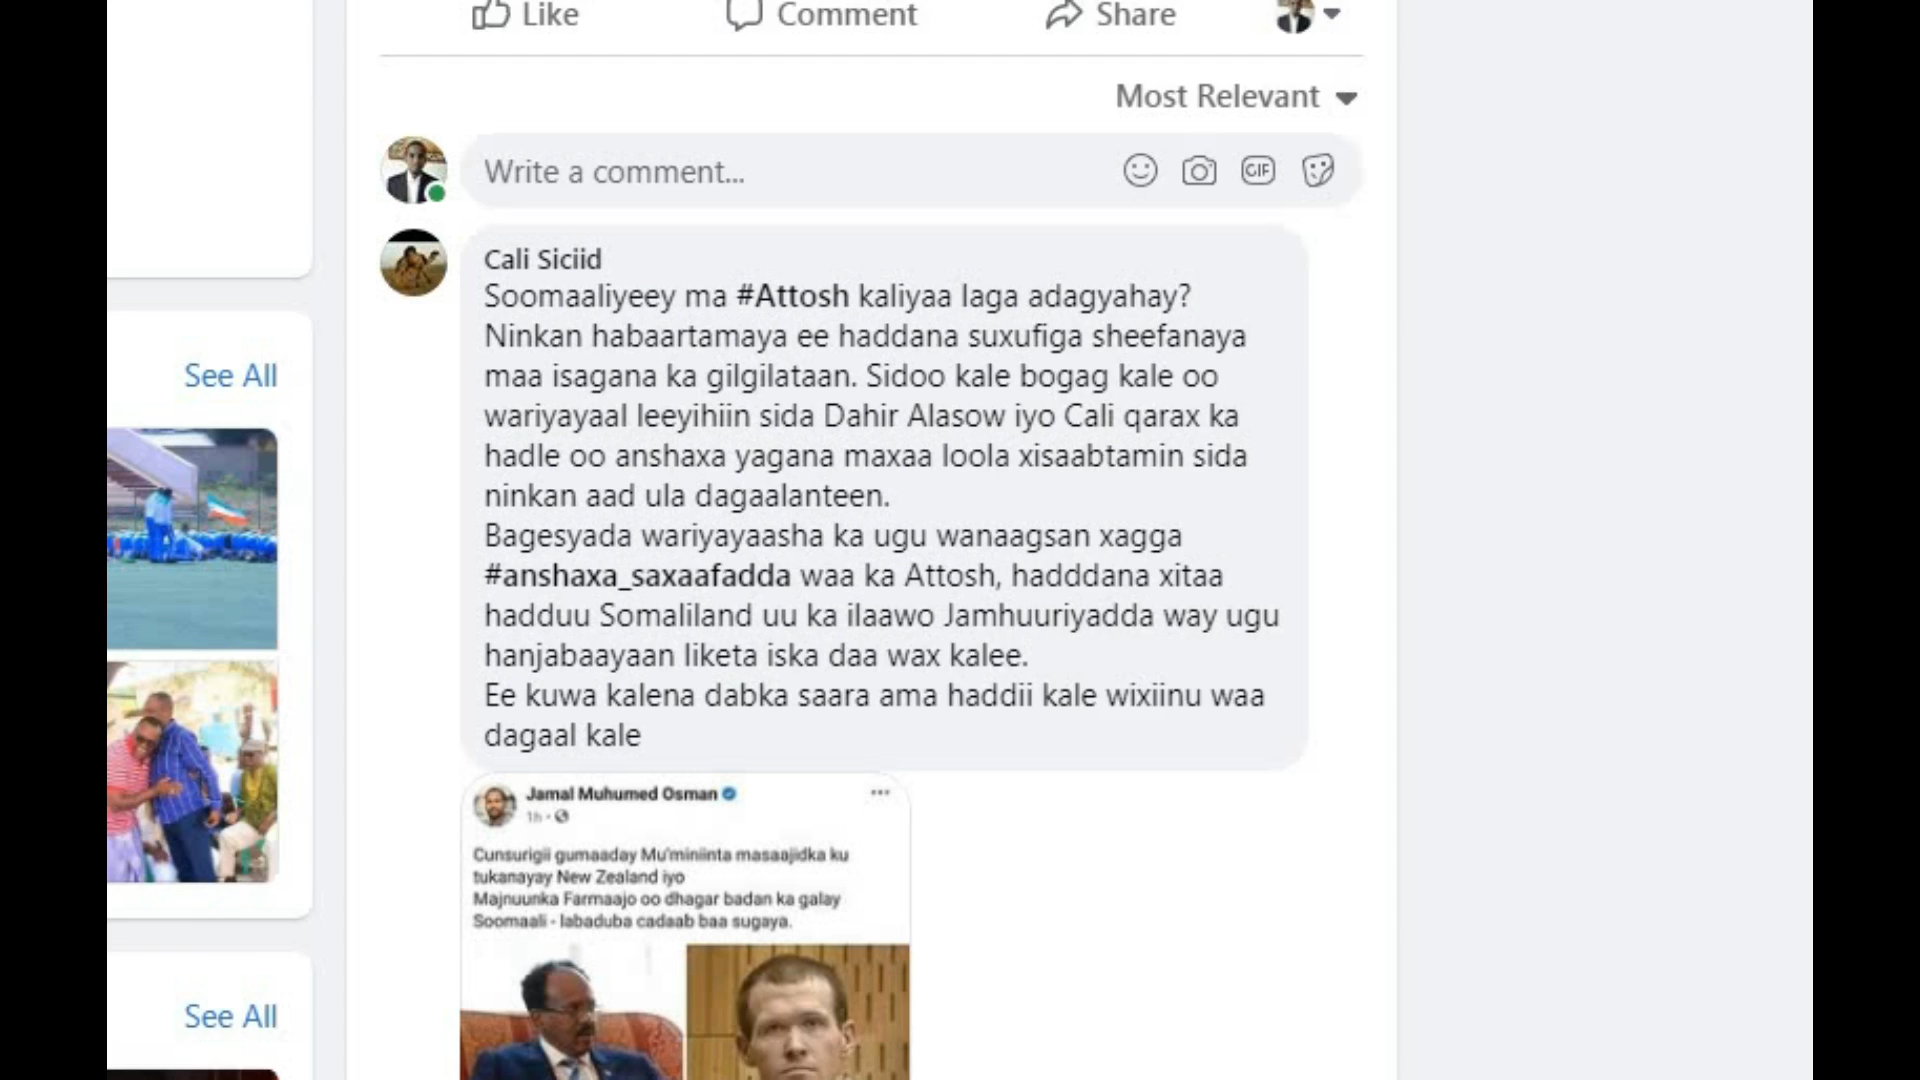 Like
Comment
Share
Most Relevant
Write a comment...
GIF
Cali Siciid
Soomaaliyeey ma #Attosh kaliyaa laga adagyahay?
Ninkan habaartamaya ee haddana suxufiga sheefanaya
maa isagana ka gilgilataan. Sidoo kale bogag kale oo
wariyayaal leeyihiin sida Dahir Alasow iyo Cali qarax ka
hadle oo anshaxa yagana maxaa loola xisaabtamin sida
ninkan aad ula dagaalanteen.
Bagesyada wariyayaasha ka ugu wanaagsan xagga
#anshaxa_saxaafadda waa ka Attosh, hadddana xitaa
hadduu Somaliland uu ka ilaawo Jamhuuriyadda way ugu
hanjabaayaan liketa iska daa wax kalee.
Ee kuwa kalena dabka saara ama haddii kale wixiinu waa
dagaal kale
Jamal Muhumed Osman
1h
Cunsurigii gumaaday Mu'miniinta masaajidka ku
tukanayay New Zealand iyo
Majnuunka Farmaajo oo dhagar badan ka galay
Soomaali - labaduba cadaab baa sugaya.
See All
See All